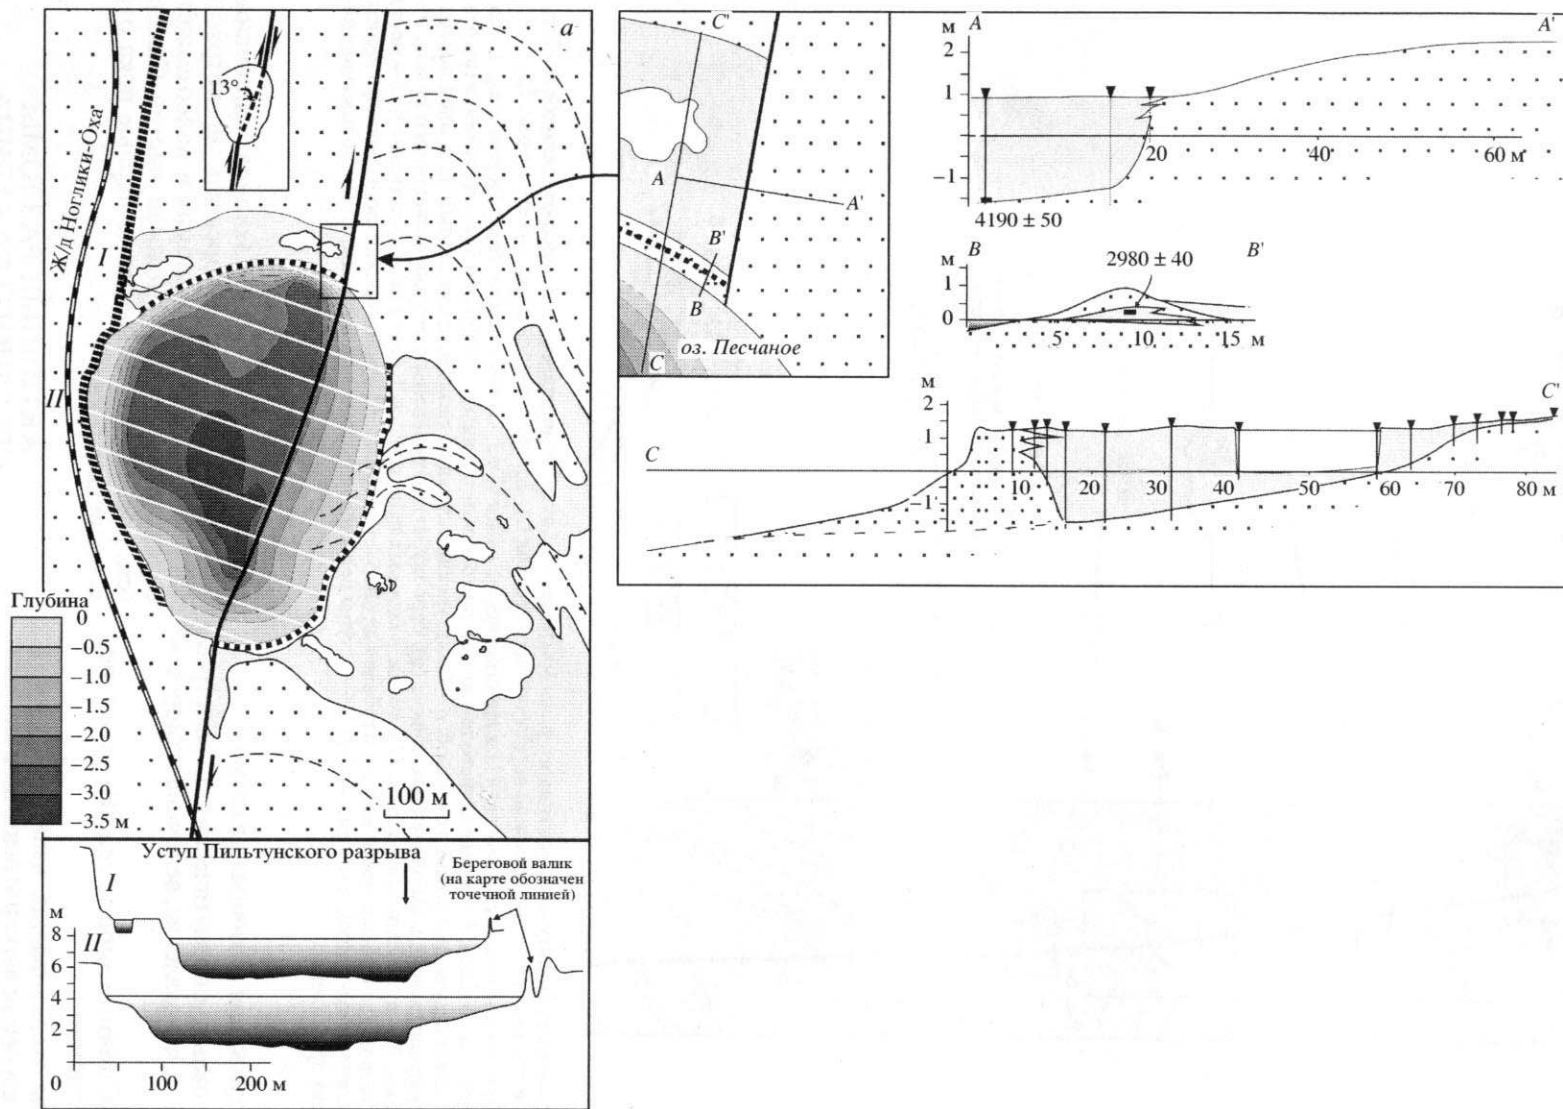 а
13°
Ж/д Ноглики-Оха
I
II
Глубина
0
−0.5
−1.0
−1.5
−2.0
−2.5
−3.0
−3.5 м
100 м
C'
A
A'
B'
B
оз. Песчаное
C
A
A'
м
2
1
0
−1
20
40
60 м
4190 ± 50
B
2980 ± 40
B'
м
1
0
5
10
15 м
м
C'
2
1
C
−1
10
20
30
40
50
60
70
80 м
Уступ Пильтунского разрыва
Береговой валик
(на карте обозначен
точечной линией)
I
м
8
II
6
4
2
0
100
200 м